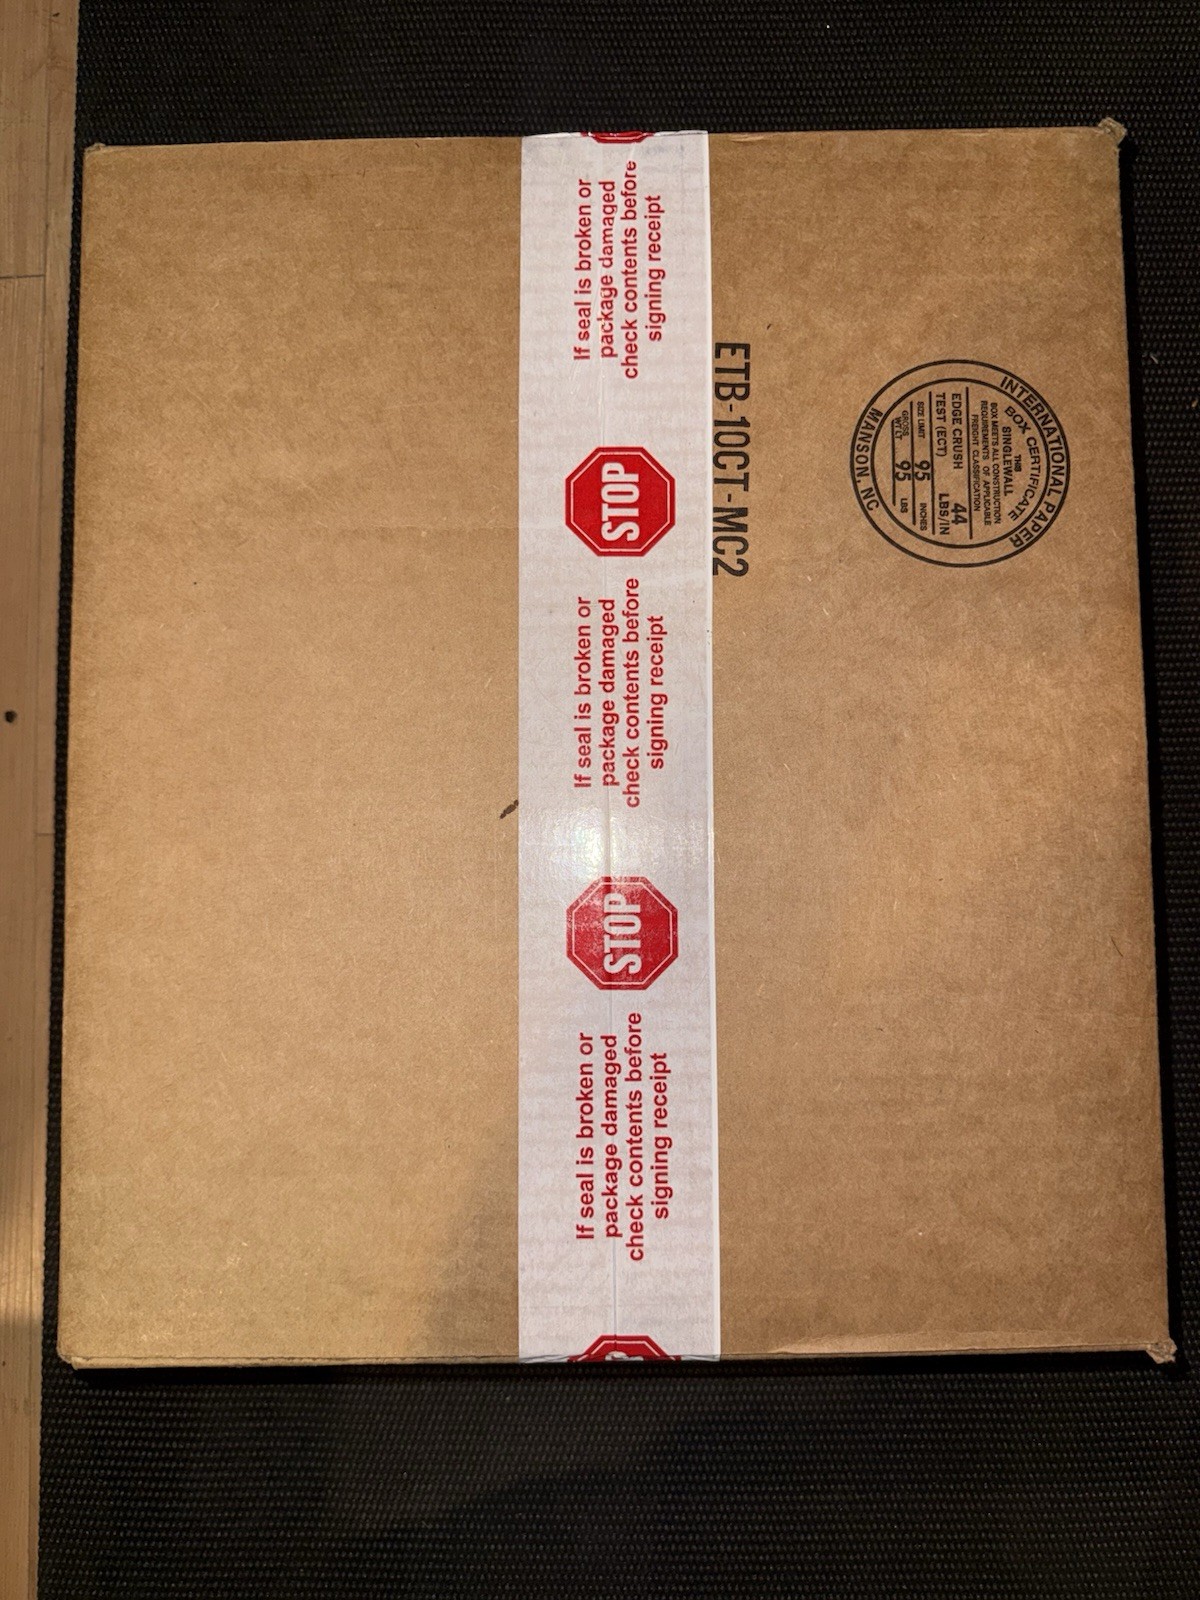 If seal is broken or
package damaged
check contents before
signing receipt
STOP
If seal is broken or
package damaged
check contents before
signing receipt
STOP
If seal is broken or
package damaged
check contents before
signing receipt
ETB-10CT-MC2
INTERNATIONAL PAPER
BOX CERTIFICATE
THIS
SINGLEWALL
BOX MEETS ALL CONSTRUCTION
REQUIREMENTS OF APPLICABLE
FREIGHT CLASSIFICATION
EDGE CRUSH
TEST (ECT) 44 LBS/IN
SIZE LIMIT 95 INCHES
GROSS
WT LT 95 LBS
MANSON, NC